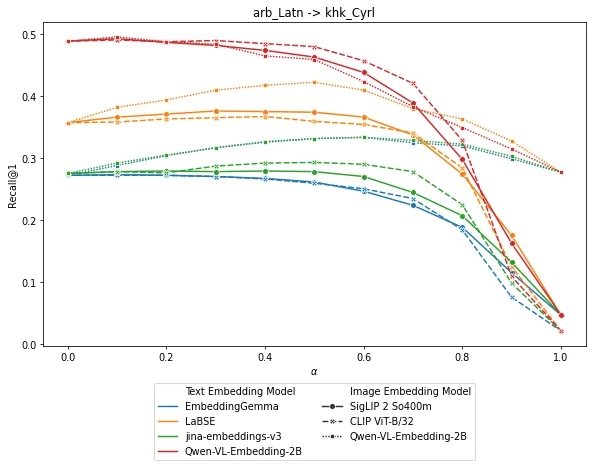 arb_Latn -> khk_Cyrl
Recall@1
0.5
0.4
0.3
0.2
0.1
0.0
0.0 0.2 0.4 0.6 0.8 1.0
α
Text Embedding Model
EmbeddingGemma
LaBSE
jina-embeddings-v3
Qwen-VL-Embedding-2B
Image Embedding Model
SigLIP 2 So400m
CLIP ViT-B/32
Qwen-VL-Embedding-2B